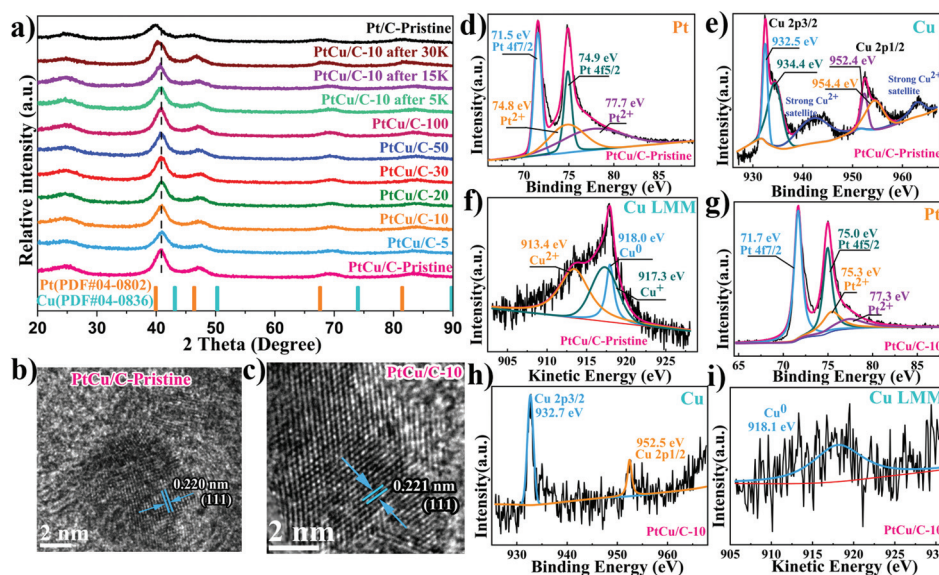 a)
Relative intensity (a.u.)
Pt/C-Pristine
PtCu/C-10 after 30K
PtCu/C-10 after 15K
PtCu/C-10 after 5K
PtCu/C-100
PtCu/C-50
PtCu/C-30
PtCu/C-20
PtCu/C-10
PtCu/C-5
PtCu/C-Pristine
Pt(PDF#04-0802)
Cu(PDF#04-0836)
20 30 40 50 60 70 80 90
2 Theta (Degree)
b)
PtCu/C-Pristine
0.220 nm
(111)
2 nm
c)
PtCu/C-10
0.221 nm
(111)
2 nm
d)
Pt
Intensity(a.u.)
71.5 eV
Pt 4f7/2
74.9 eV
Pt 4f5/2
74.8 eV
Pt2+
77.7 eV
Pt2+
PtCu/C-Pristine
65 70 75 80 85
Binding Energy (eV)
e)
Cu
Intensity(a.u.)
Cu 2p3/2
932.5 eV
934.4 eV
Cu 2p1/2
952.4 eV
954.4 eV
Strong Cu2+
satellite
Strong Cu2+
satellite
PtCu/C-Pristine
930 940 950 960
Binding Energy (eV)
f)
Cu LMM
Intensity(a.u.)
913.4 eV
Cu2+
918.0 eV
Cu0
917.3 eV
Cu+
PtCu/C-Pristine
905 910 915 920 925
Kinetic Energy (eV)
g)
Pt
Intensity(a.u.)
71.7 eV
Pt 4f7/2
75.0 eV
Pt 4f5/2
75.3 eV
Pt2+
77.3 eV
Pt2+
PtCu/C-10
65 70 75 80 85
Binding Energy (eV)
h)
Cu
Intensity(a.u.)
Cu 2p3/2
932.7 eV
952.5 eV
Cu 2p1/2
PtCu/C-10
930 940 950 960
Binding Energy (eV)
i)
Cu LMM
Intensity(a.u.)
Cu0
918.1 eV
PtCu/C-10
905 910 915 920 925 930
Kinetic Energy (eV)